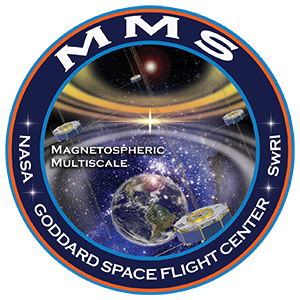 MMS
MAGNETOSPHERIC
MULTISCALE
NASA
GODDARD SPACE FLIGHT CENTER
SwRI